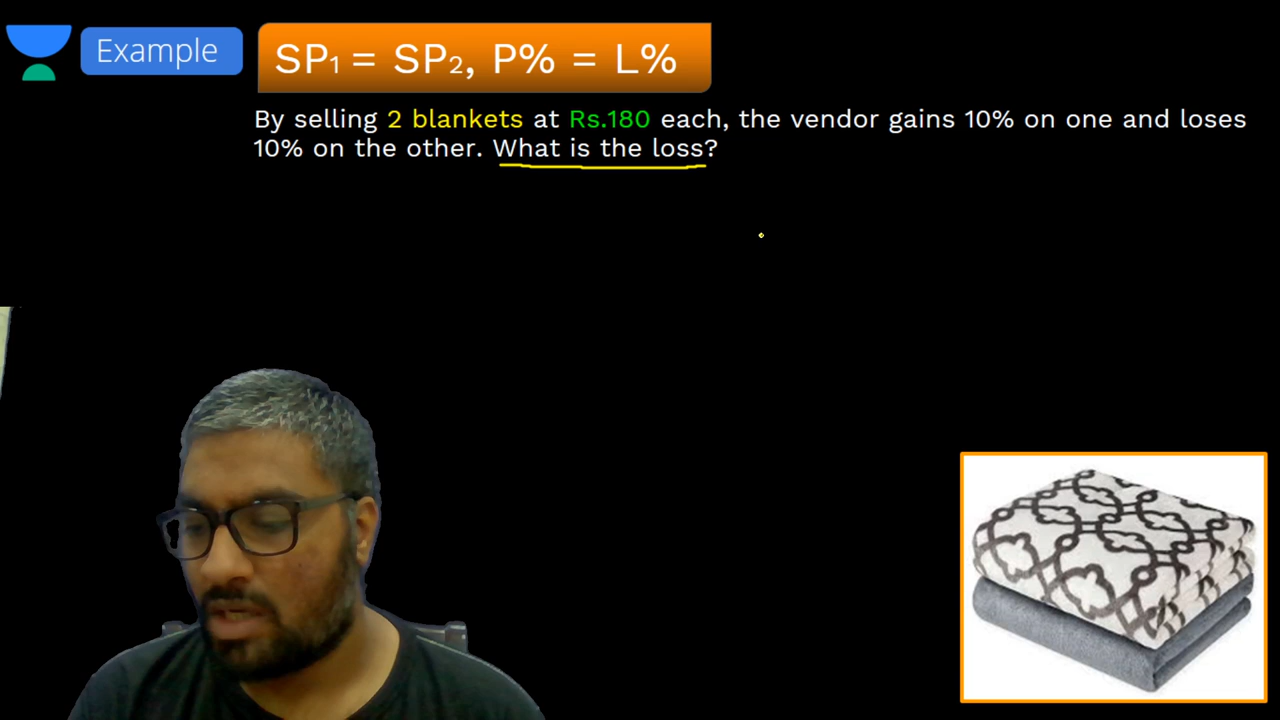 Example
SP₁ = SP₂, P% = L%
By selling 2 blankets at Rs.180 each, the vendor gains 10% on one and loses
10% on the other. What is the loss?